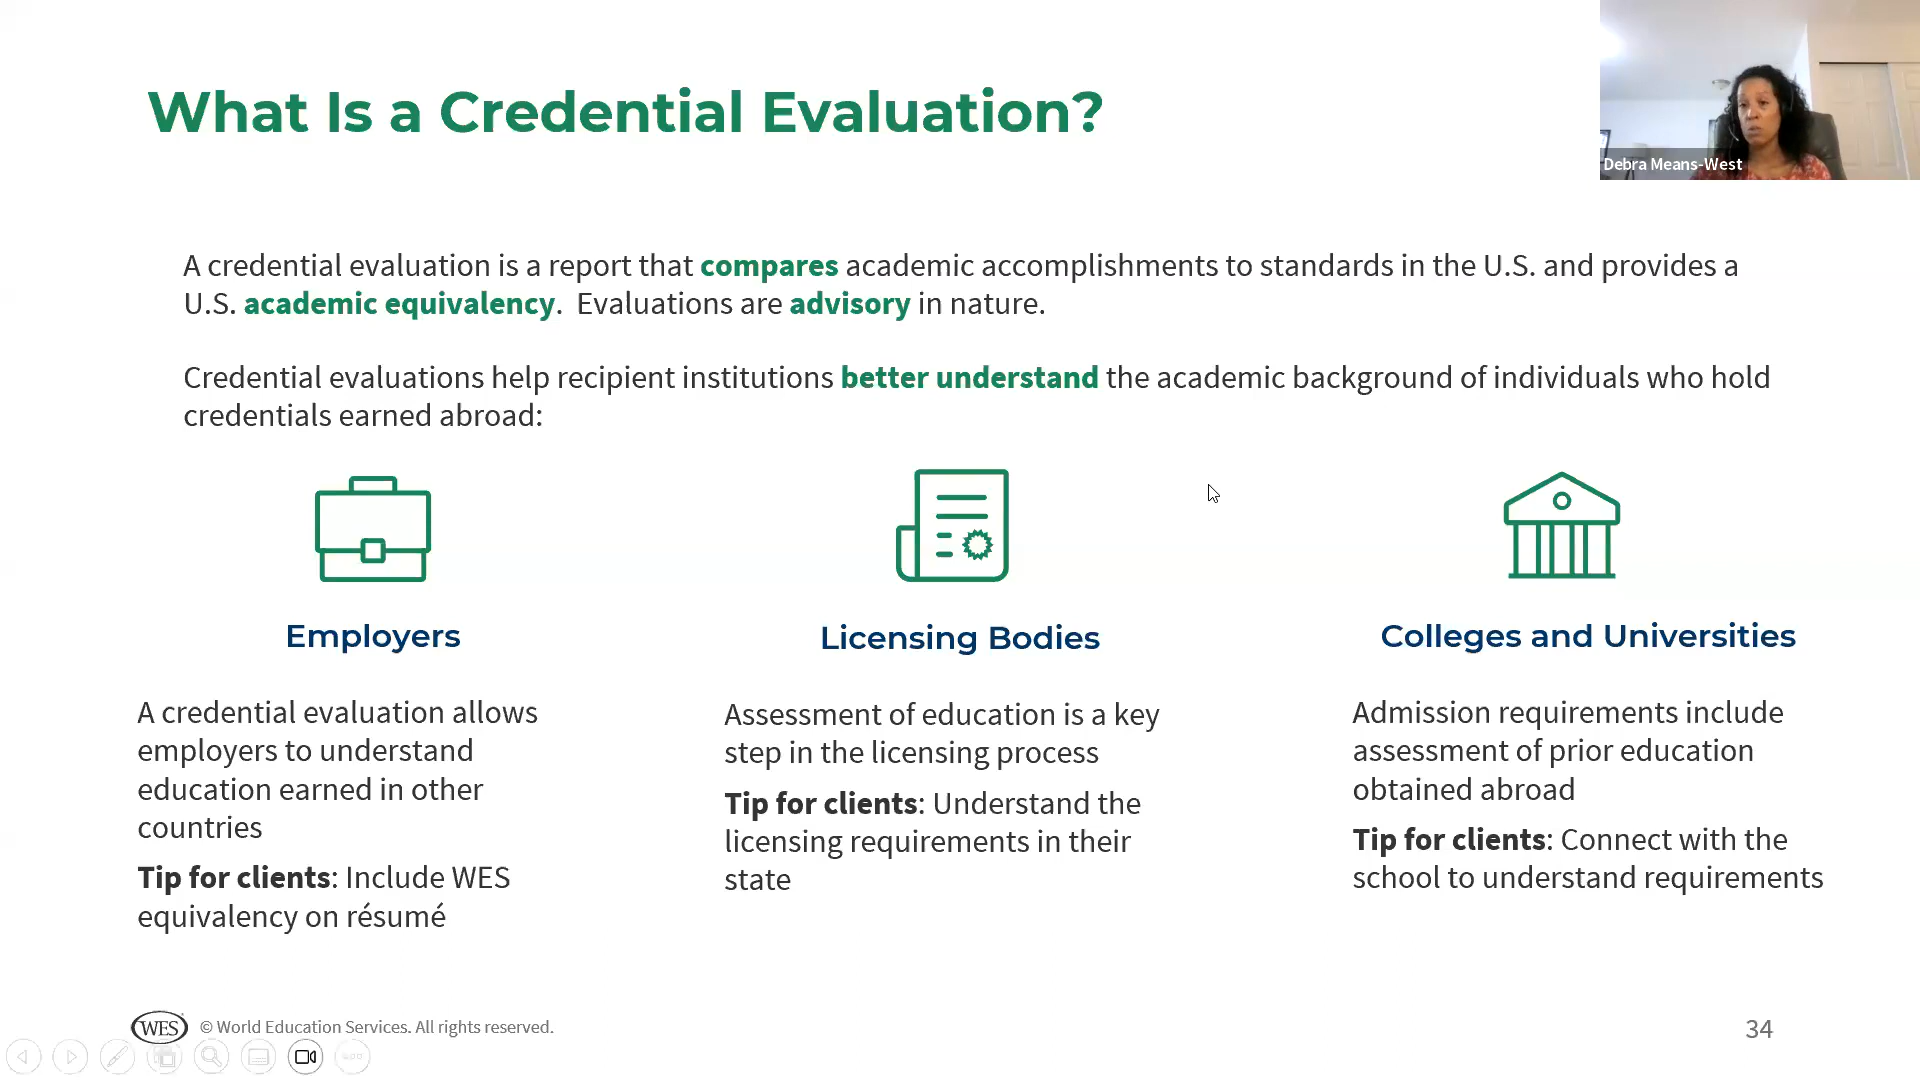 What Is a Credential Evaluation?
Debra Means-West
A credential evaluation is a report that compares academic accomplishments to standards in the U.S. and provides a
U.S. academic equivalency.  Evaluations are advisory in nature.
Credential evaluations help recipient institutions better understand the academic background of individuals who hold
credentials earned abroad:
Employers
A credential evaluation allows
employers to understand
education earned in other
countries
Tip for clients: Include WES
equivalency on résumé
Licensing Bodies
Assessment of education is a key
step in the licensing process
Tip for clients: Understand the
licensing requirements in their
state
Colleges and Universities
Admission requirements include
assessment of prior education
obtained abroad
Tip for clients: Connect with the
school to understand requirements
WES
© World Education Services. All rights reserved.
34